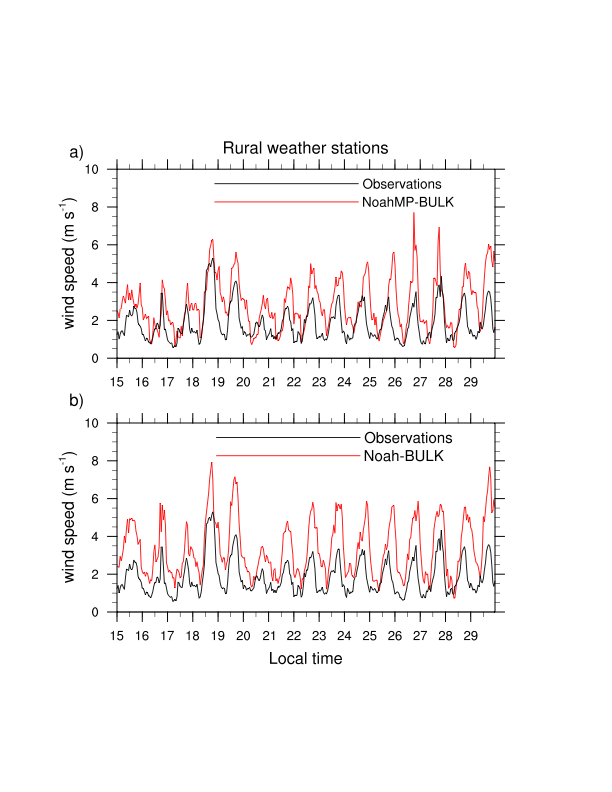 Rural weather stations
a)
10
8
6
4
2
0
wind speed (m s-1)
Observations
NoahMP-BULK
15 16 17 18 19 20 21 22 23 24 25 26 27 28 29
b)
10
8
6
4
2
0
wind speed (m s-1)
Observations
Noah-BULK
15 16 17 18 19 20 21 22 23 24 25 26 27 28 29
Local time